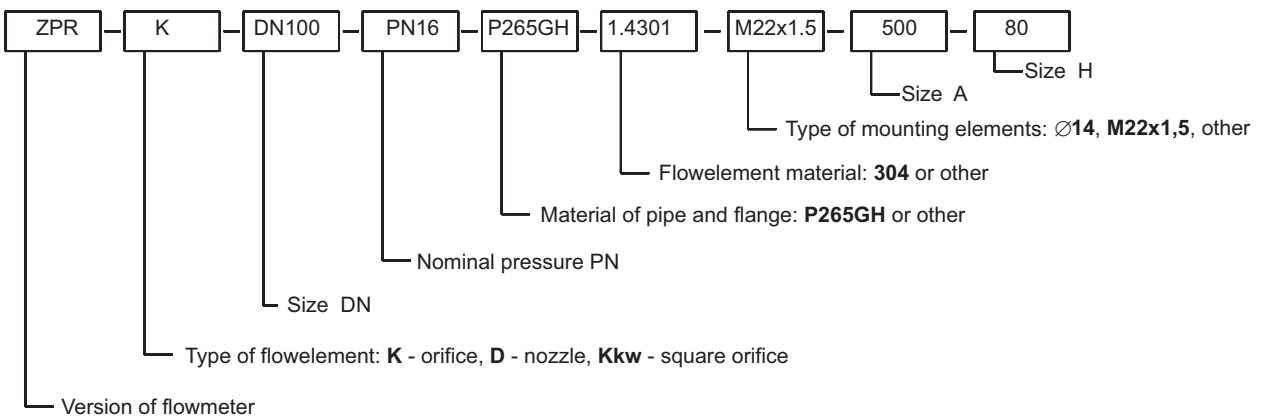 ZPR K DN100 PN16 P265GH 1.4301 M22x1.5 500 80
Size H
Size A
Type of mounting elements: ∅14, M22x1,5, other
Flowelement material: 304 or other
Material of pipe and flange: P265GH or other
Nominal pressure PN
Size DN
Type of flowelement: K - orifice, D - nozzle, Kkw - square orifice
Version of flowmeter